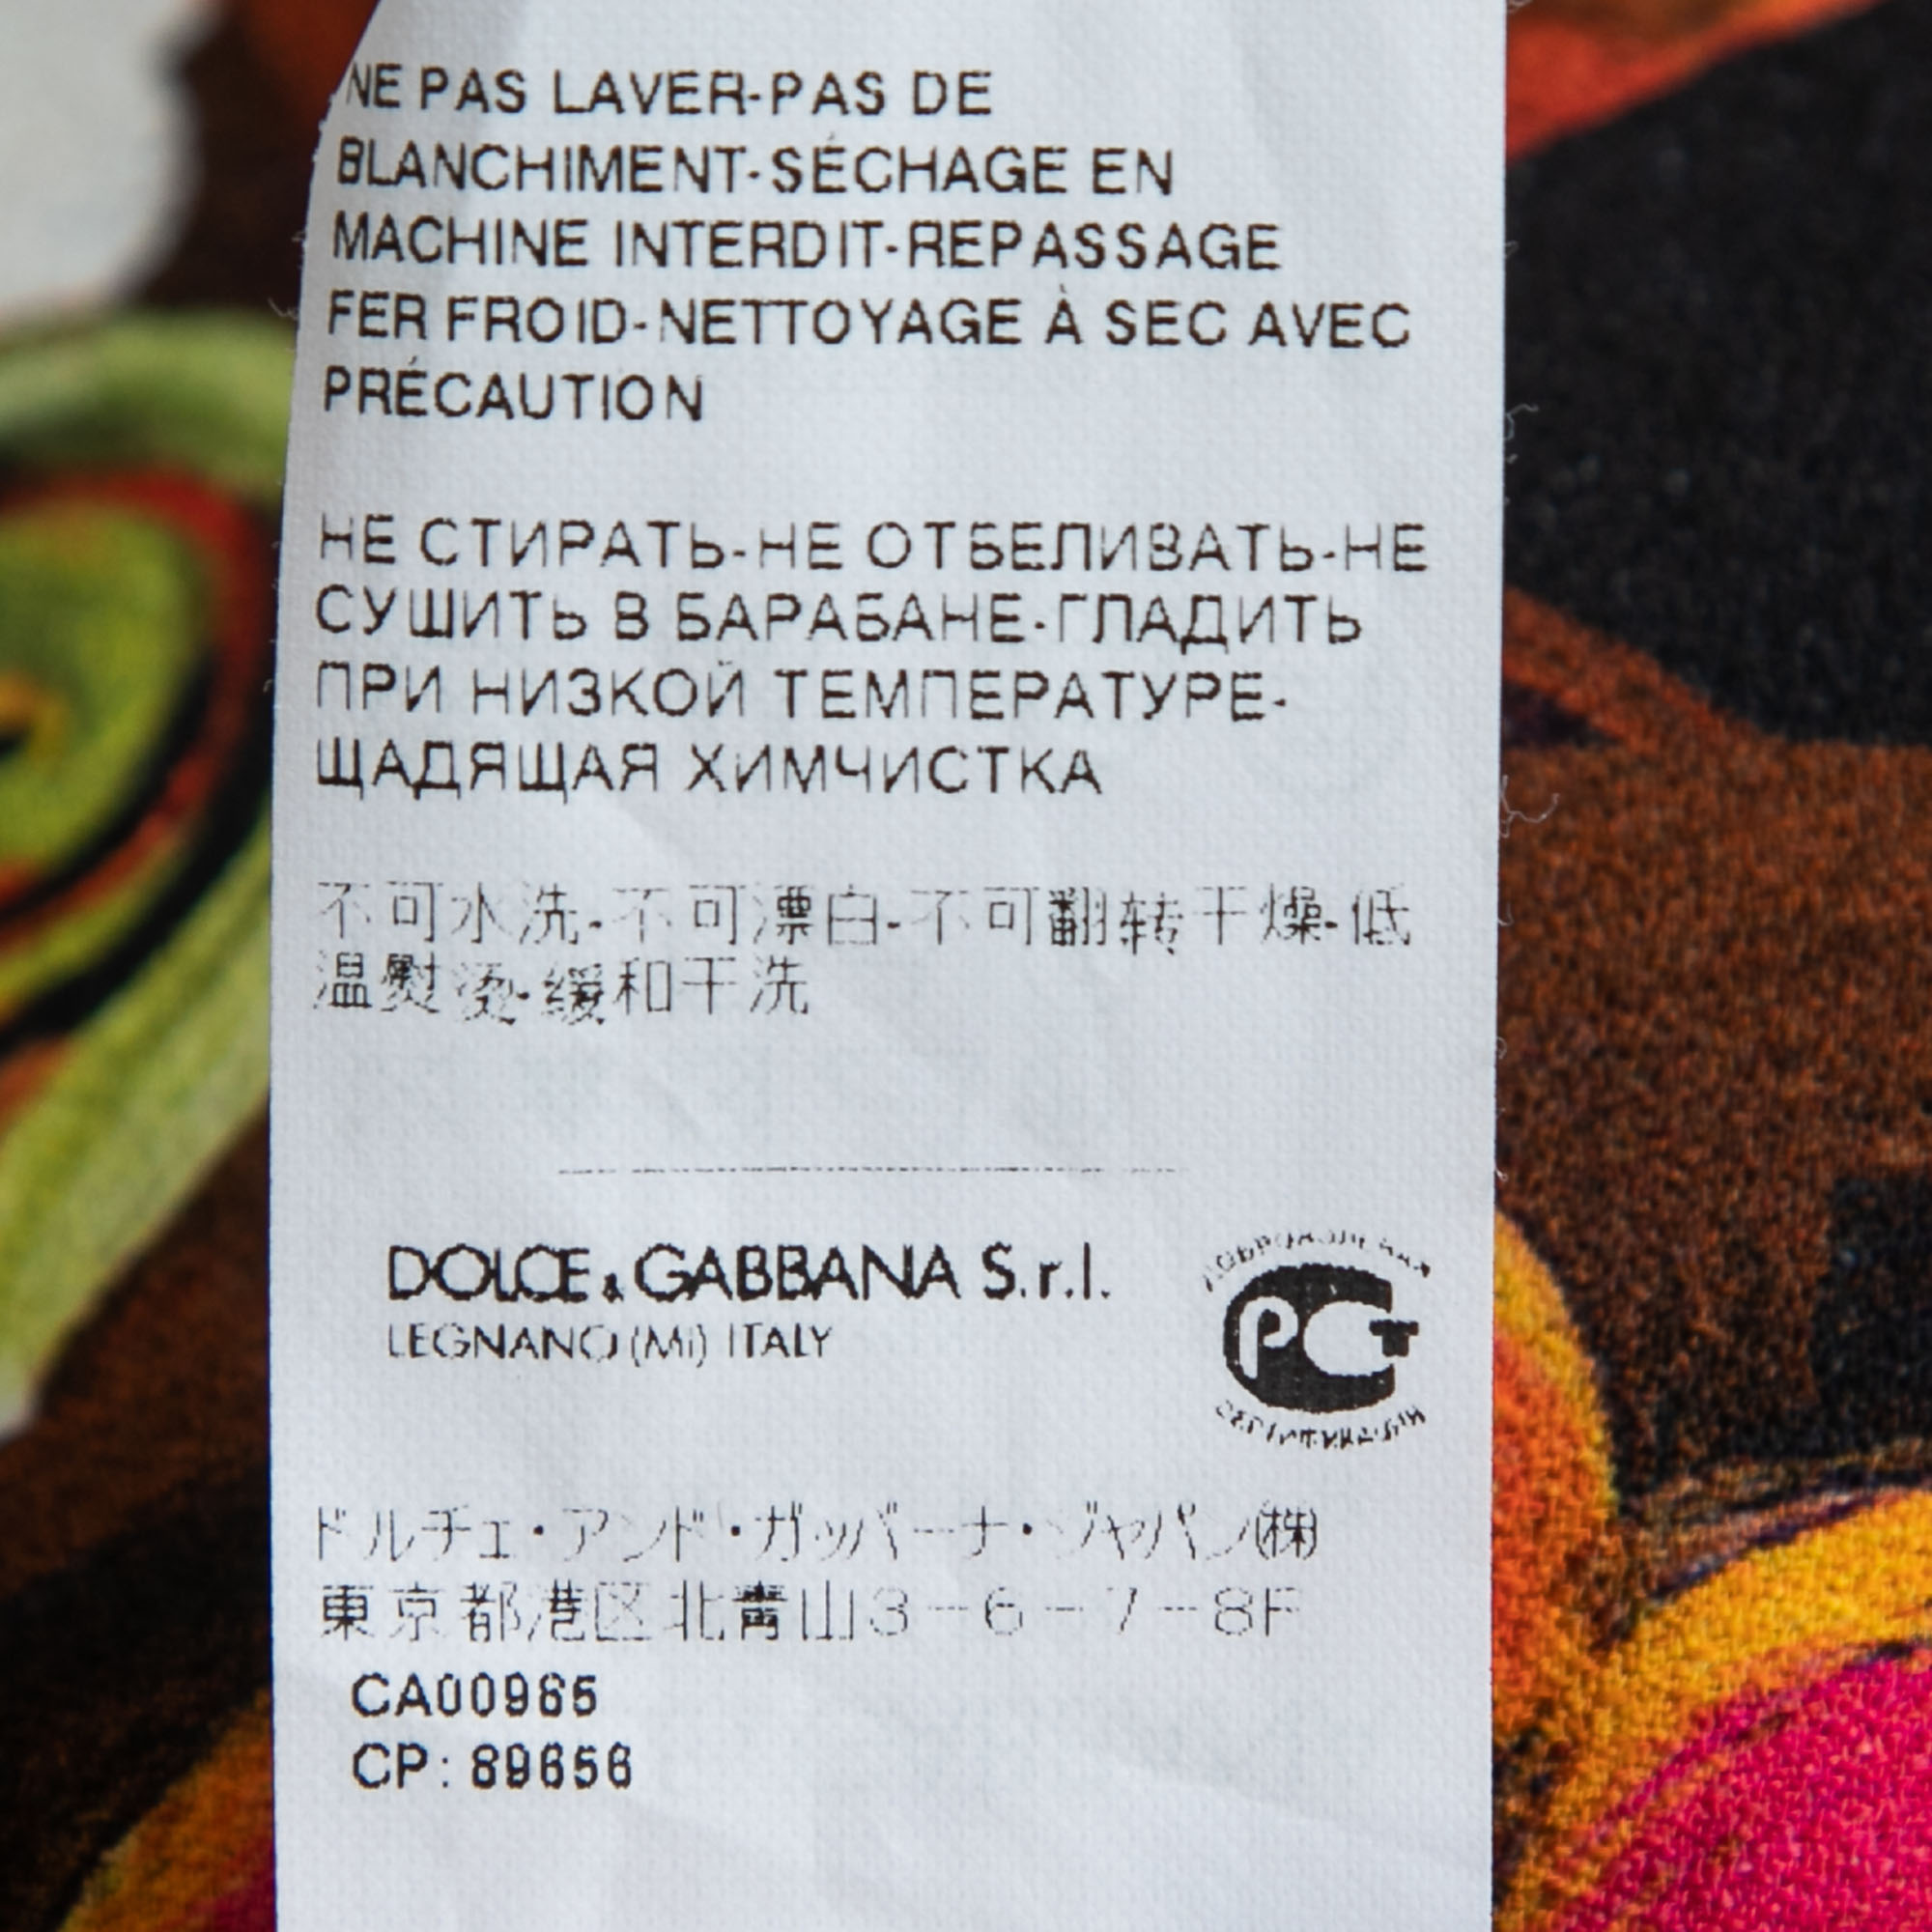 NE PAS LAVER-PAS DE
BLANCHIMENT-SÉCHAGE EN
MACHINE INTERDIT-REPASSAGE
FER FROID-NETTOYAGE À SEC AVEC
PRÉCAUTION
НЕ СТИРАТЬ-НЕ ОТБЕЛИВАТЬ-НЕ
СУШИТЬ В БАРАБАНЕ-ГЛАДИТЬ
ПРИ НИЗКОЙ ТЕМПЕРАТУРЕ-
ЩАДЯЩАЯ ХИМЧИСТКА
不可水洗-不可漂白-不可翻转干燥-低
温熨烫-缓和干洗
DOLCE & GABBANA S.r.l.
LEGNANO (MI) ITALY
ДОБРОВОЛЬНАЯ
РСТ
СЕРТИФИКАЦИЯ
ドルチェ・アンド・ガッバーナ・ジャパン(株)
東京都港区北青山3-6-7-8F
CA00965
CP: 89656